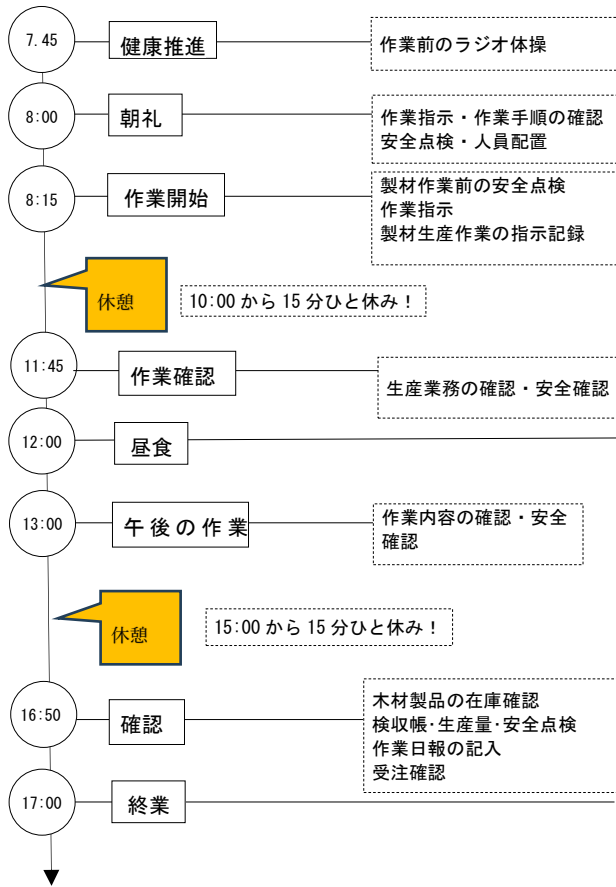 7.45
健康推進
作業前のラジオ体操
8:00
朝礼
作業指示・作業手順の確認
安全点検・人員配置
8:15
作業開始
製材作業前の安全点検
作業指示
製材生産作業の指示記録
休憩
10:00 から 15 分ひと休み！
11:45
作業確認
生産業務の確認・安全確認
12:00
昼食
13:00
午後の作業
作業内容の確認・安全
確認
休憩
15:00 から 15 分ひと休み！
16:50
確認
木材製品の在庫確認
検収帳･生産量･安全点検
作業日報の記入
受注確認
17:00
終業